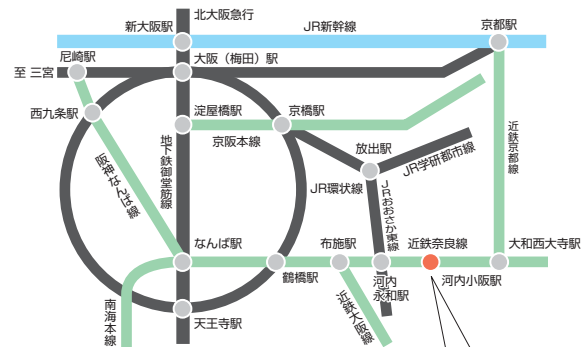 北大阪急行
新大阪駅
JR新幹線
京都駅
尼崎駅
至 三宮
大阪（梅田）駅
西九条駅
淀屋橋駅
京橋駅
京阪本線
地下鉄御堂筋線
阪神なんば線
放出駅
JR学研都市線
JR環状線
JRおおさか東線
近鉄京都線
なんば駅
布施駅
近鉄奈良線
大和西大寺駅
鶴橋駅
河内
永和駅
河内小阪駅
南海本線
天王寺駅
近鉄大阪線